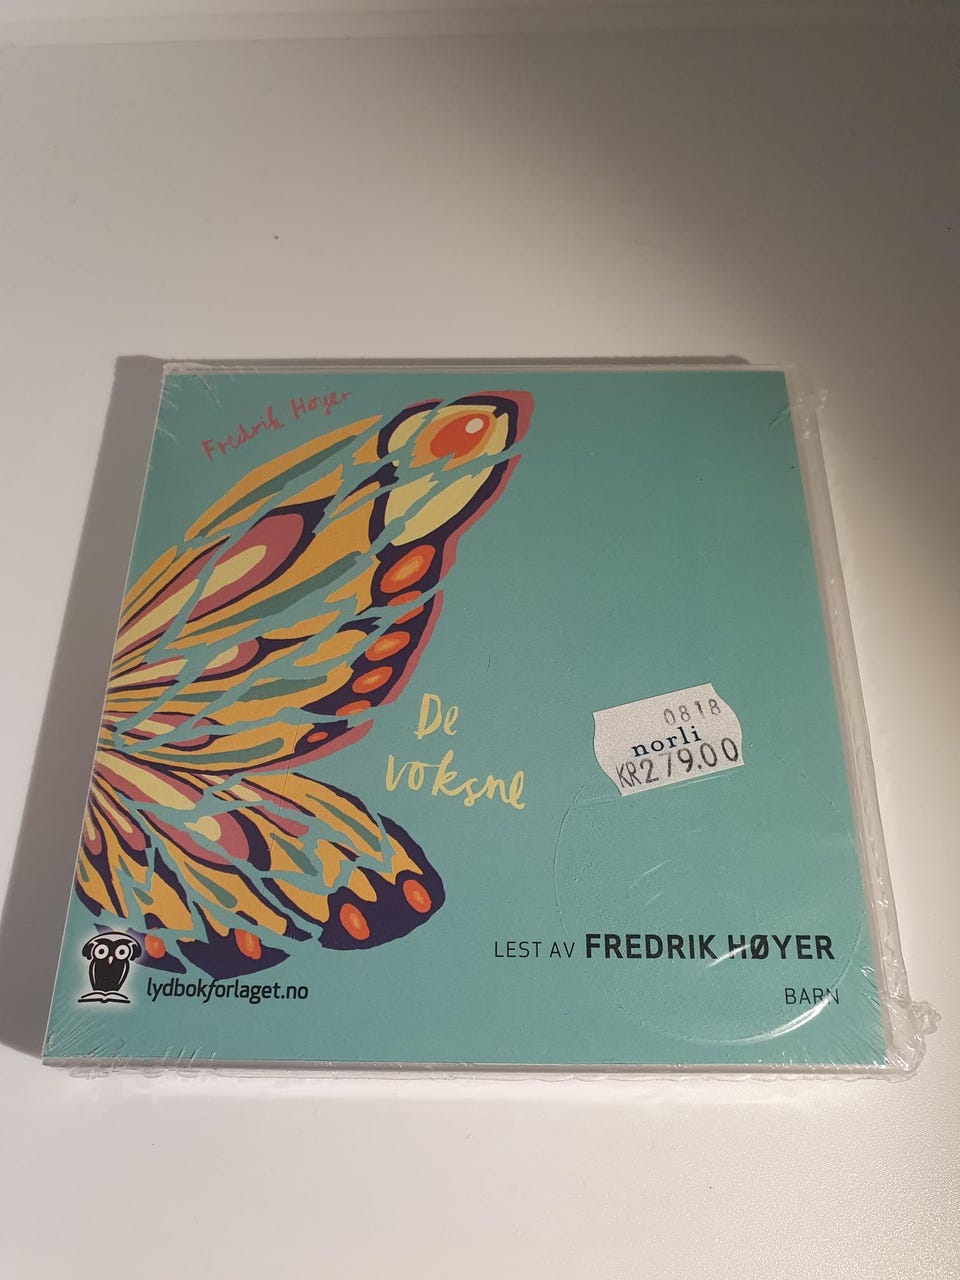 Fredrik Høyer
De
voksne
0818
norli
KR279.00
LEST AV FREDRIK HØYER
lydbokforlaget.no
BARN